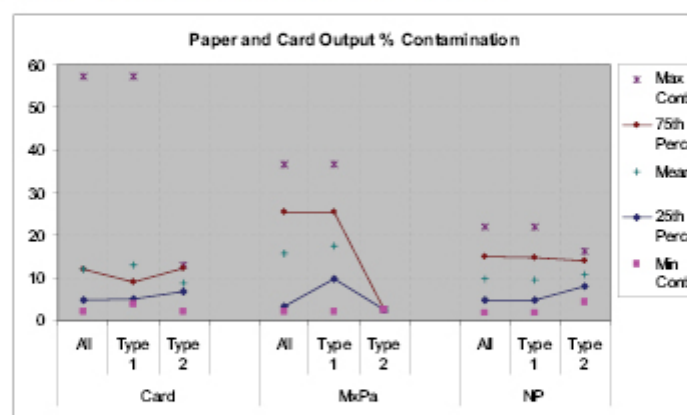 Paper and Card Output % Contamination
60
50
40
30
20
10
0
All Type 1 Type 2 All Type 1 Type 2 All Type 1 Type 2
Card MxPa NP
Max
Cont
75th
Perc
Mea
25th
Perc
Min
Cont